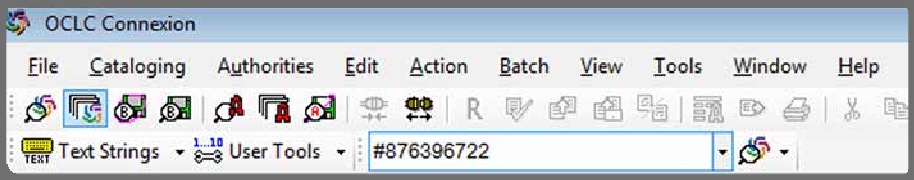 OCLC Connexion
File Cataloging Authorities Edit Action Batch View Tools Window Help
B B A A A R
TEXT Text Strings 1...10 User Tools #876396722